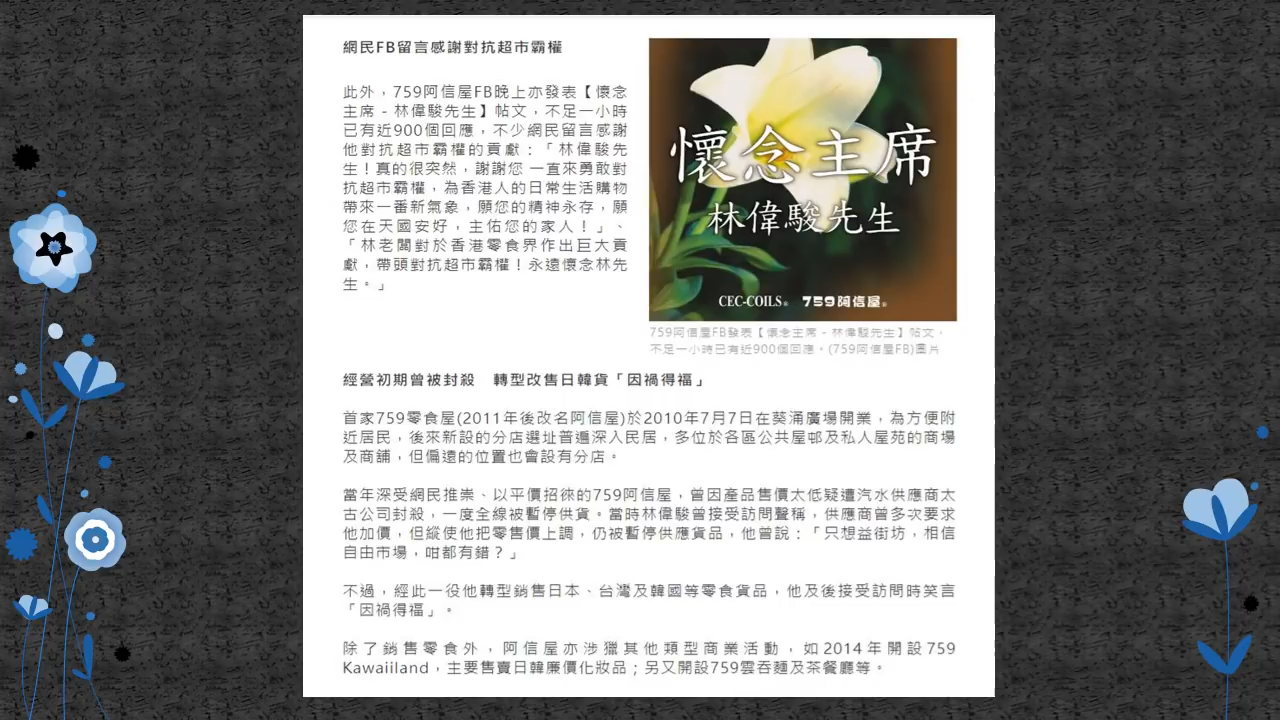 網民FB留言感謝對抗超市霸權
此外，759阿信屋FB晚上亦發表【懷念
主席 - 林偉駿先生】帖文，不足一小時
已有近900個回應，不少網民留言感謝
他對抗超市霸權的貢獻：「林偉駿先
生！真的很突然，謝謝您 一直來勇敢對
抗超市霸權，為香港人的日常生活購物
帶來一番新氣象，願您的精神永存，願
您在天國安好，主佑您的家人！」、
「林老闆對於香港零食界作出巨大貢
獻，帶頭對抗超市霸權！永遠懷念林先
生。」
懷念主席
林偉駿先生
CEC-COILS® 759阿信屋®
759阿信屋FB發表【懷念主席 - 林偉駿先生】帖文，
不足一小時已有近900個回應。(759阿信屋FB)圖片
經營初期曾被封殺　轉型改售日韓貨「因禍得福」
首家759零食屋(2011年後改名阿信屋)於2010年7月7日在葵涌廣場開業，為方便附
近居民，後來新設的分店選址普遍深入民居，多位於各區公共屋邨及私人屋苑的商場
及商舖，但偏遠的位置也會設有分店。
當年深受網民推崇、以平價招徠的759阿信屋，曾因產品售價太低疑遭汽水供應商太
古公司封殺，一度全線被暫停供貨。當時林偉駿曾接受訪問聲稱，供應商曾多次要求
他加價，但縱使他把零售價上調，仍被暫停供應貨品，他曾說：「只想益街坊，相信
自由市場，咁都有錯？」
不過，經此一役他轉型銷售日本、台灣及韓國等零食貨品，他及後接受訪問時笑言
「因禍得福」。
除了銷售零食外，阿信屋亦涉獵其他類型商業活動，如2014年開設759
Kawaiiland，主要售賣日韓廉價化妝品；另又開設759雲吞麵及茶餐廳等。